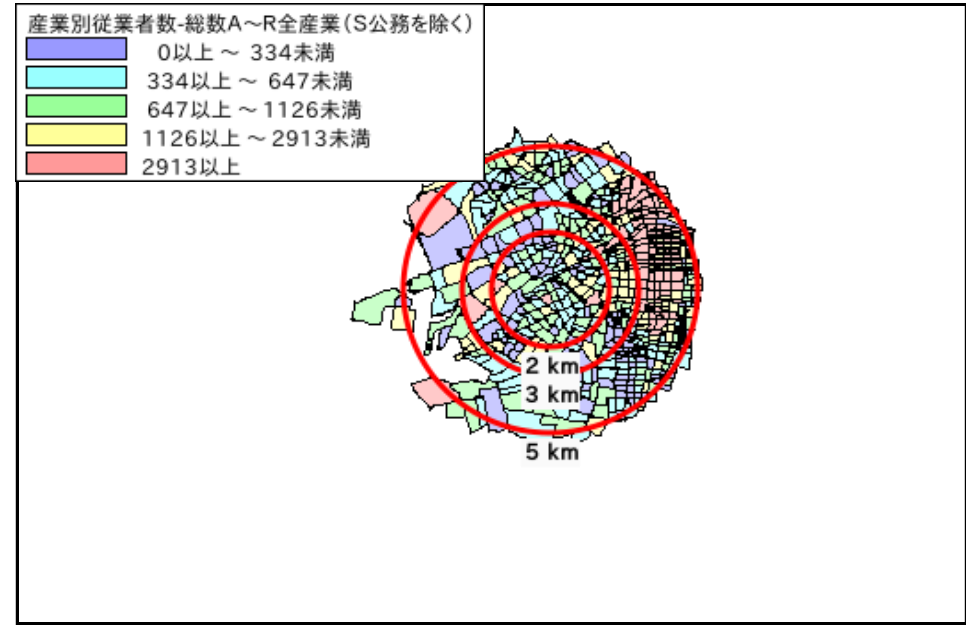 産業別従業者数-総数A～R全産業(S公務を除く)
0以上 ～ 334未満
334以上 ～ 647未満
647以上 ～ 1126未満
1126以上 ～ 2913未満
2913以上
2 km
3 km
5 km